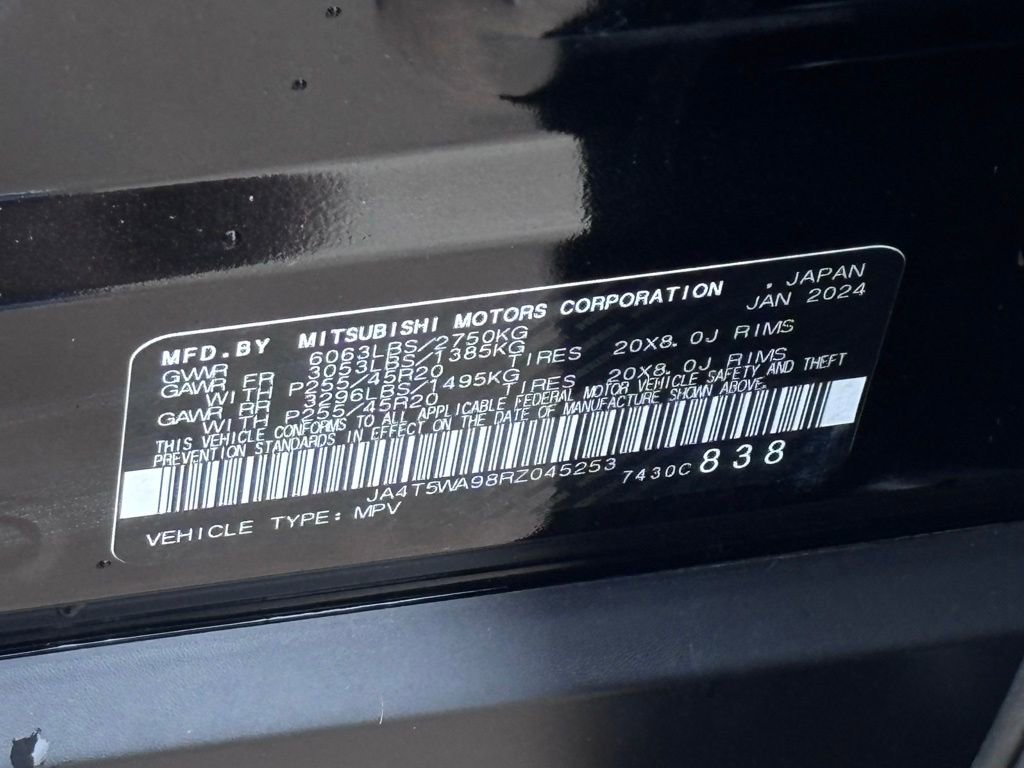 MFD.BY MITSUBISHI MOTORS CORPORATION . JAPAN
JAN 2024
GVWR 6063LBS/2750KG
GAWR FR 3053LBS/1385KG
WITH P255/45R20 TIRES 20X8.0J RIMS
GAWR RR 3296LBS/1495KG
WITH P255/45R20 TIRES 20X8.0J RIMS
THIS VEHICLE CONFORMS TO ALL APPLICABLE FEDERAL MOTOR VEHICLE SAFETY AND THEFT
PREVENTION STANDARDS IN EFFECT ON THE DATE OF MANUFACTURE SHOWN ABOVE.
JA4T5WA98RZ045253 7430C 838
VEHICLE TYPE: MPV